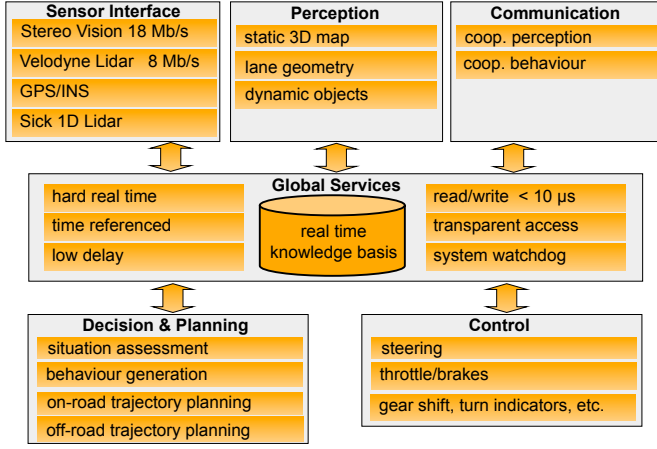 Sensor Interface
Stereo Vision 18 Mb/s
Velodyne Lidar 8 Mb/s
GPS/INS
Sick 1D Lidar
Perception
static 3D map
lane geometry
dynamic objects
Communication
coop. perception
coop. behaviour
Global Services
hard real time
time referenced
low delay
real time
knowledge basis
read/write < 10 µs
transparent access
system watchdog
Decision & Planning
situation assessment
behaviour generation
on-road trajectory planning
off-road trajectory planning
Control
steering
throttle/brakes
gear shift, turn indicators, etc.